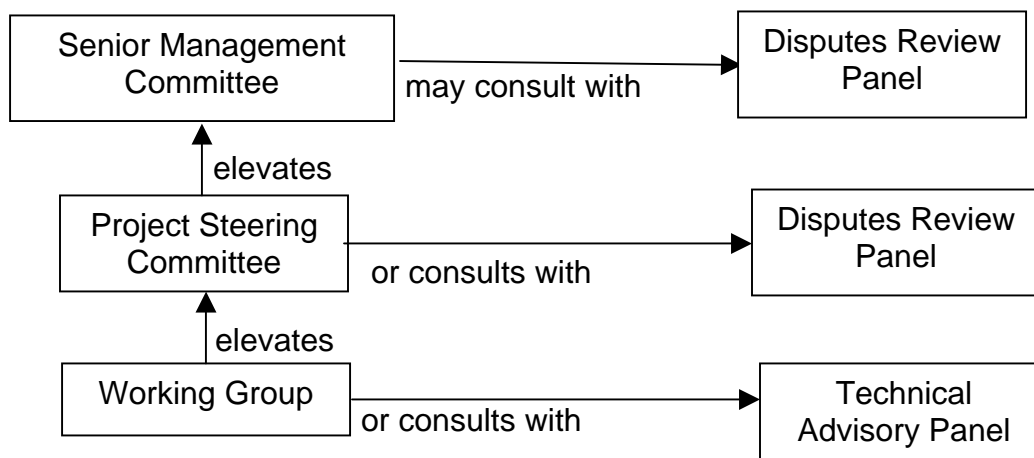 Senior Management
Committee
may consult with
Disputes Review
Panel
elevates
Project Steering
Committee
or consults with
Disputes Review
Panel
elevates
Working Group
or consults with
Technical
Advisory Panel